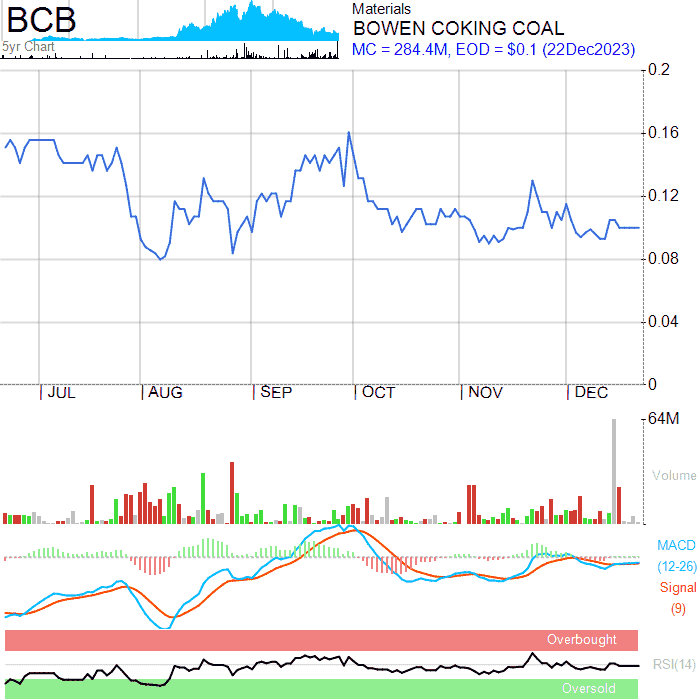 BCB
5yr Chart
Materials
BOWEN COKING COAL
MC = 284.4M, EOD = $0.1 (22Dec2023)
0.2
0.16
0.12
0.08
0.04
0
JUL AUG SEP OCT NOV DEC
64M
Volume
MACD
(12-26)
Signal
(9)
Overbought
RSI(14)
Oversold